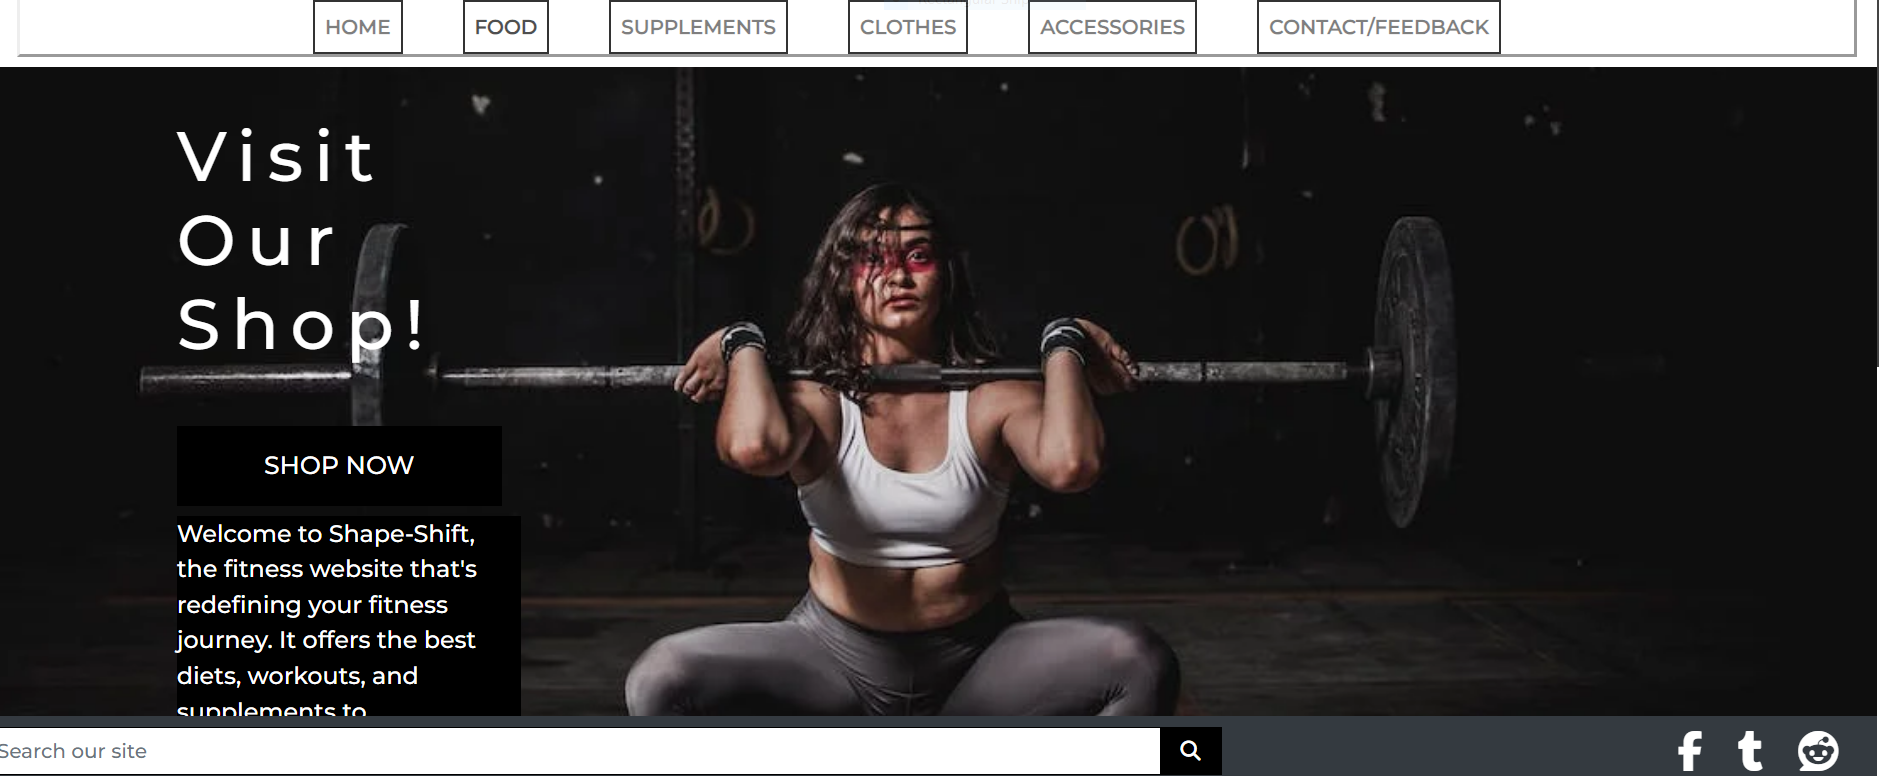 HOME FOOD SUPPLEMENTS CLOTHES ACCESSORIES CONTACT/FEEDBACK
Visit
Our
Shop!
SHOP NOW
Welcome to Shape-Shift,
the fitness website that's
redefining your fitness
journey. It offers the best
diets, workouts, and
supplements to
Search our site